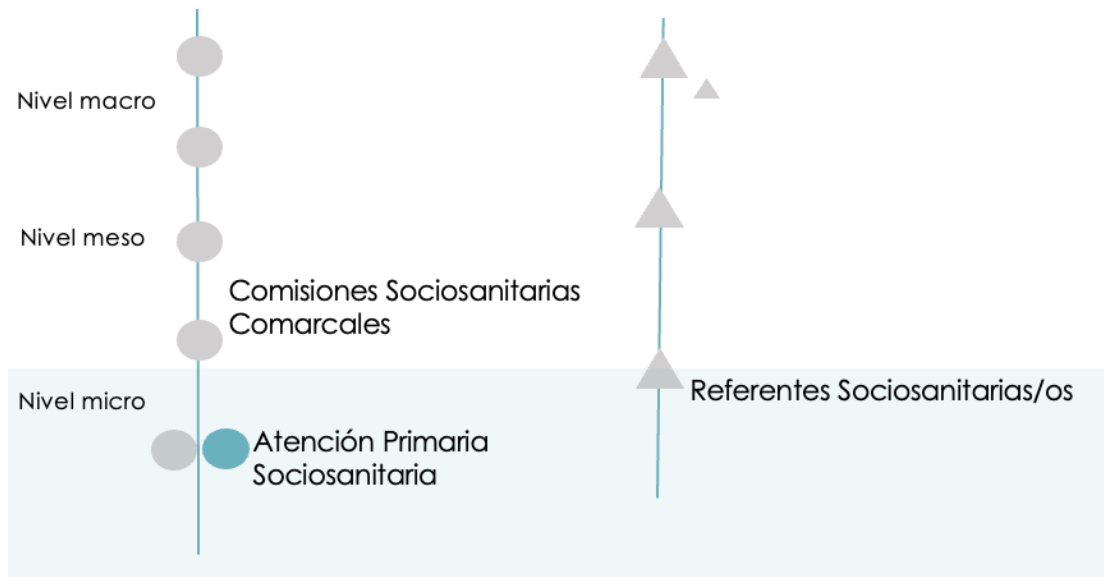 Nivel macro
Nivel meso
Comisiones Sociosanitarias
Comarcales
Nivel micro
Referentes Sociosanitarias/os
Atención Primaria
Sociosanitaria